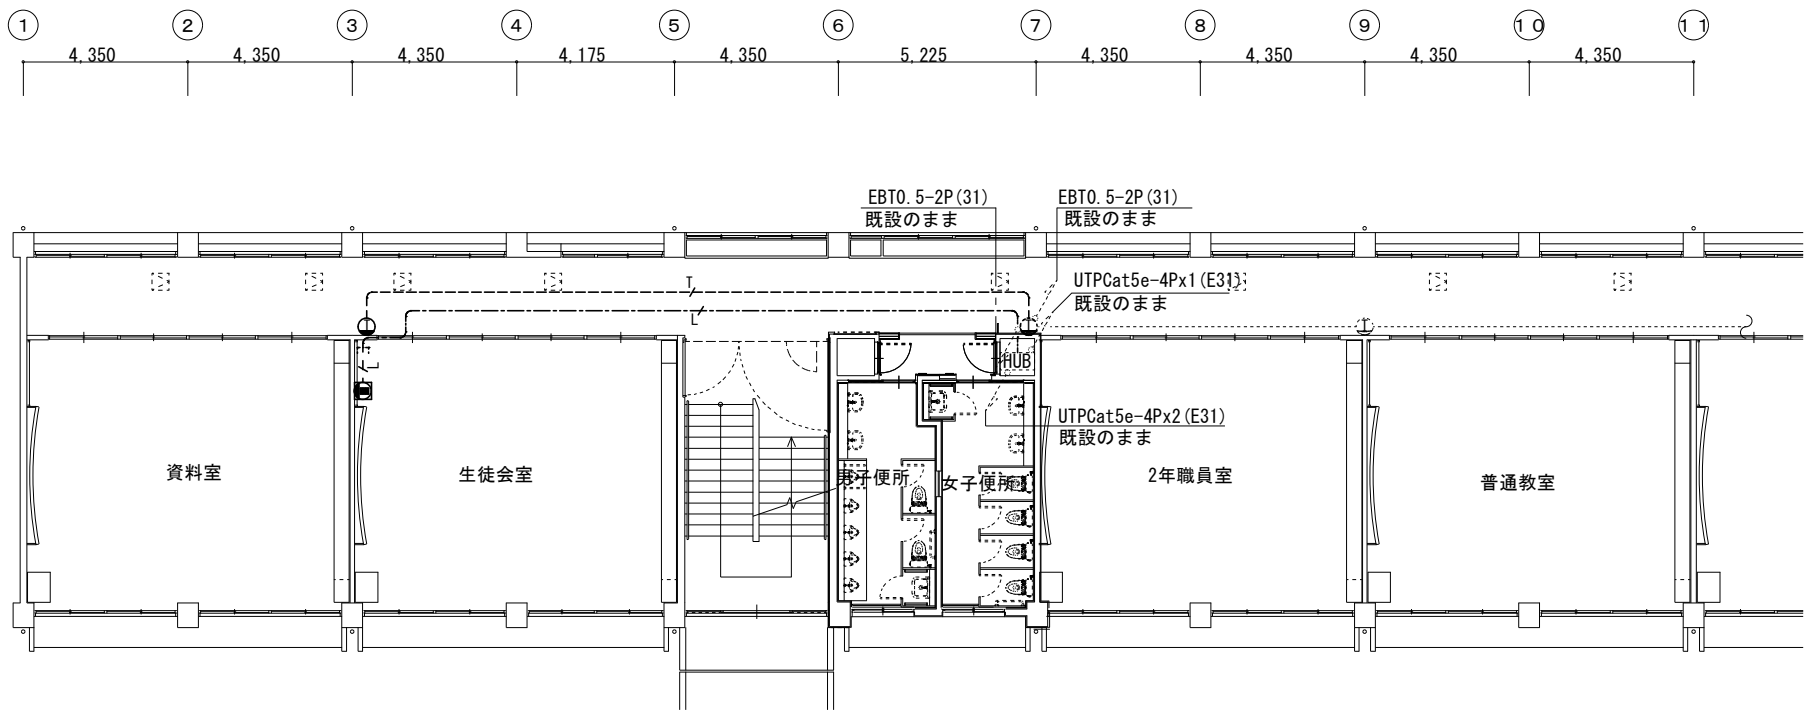 ① ② ③ ④ ⑤ ⑥ ⑦ ⑧ ⑨ ⑩ ⑪
4,350 4,350 4,350 4,175 4,350 5,225 4,350 4,350 4,350 4,350
EBT0.5-2P(31) EBT0.5-2P(31)
既設のまま 既設のまま
T
UTPCat5e-4Px1(E31)
既設のまま
L
HUB
L
UTPCat5e-4Px2(E31)
既設のまま
資料室 生徒会室 男子便所 女子便所 2年職員室 普通教室